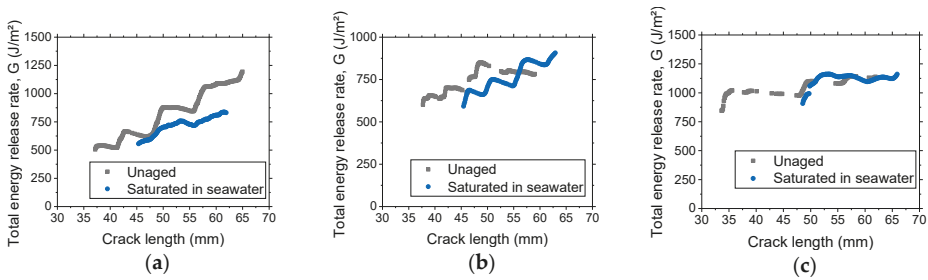 Total energy release rate, G (J/m²)
1500
1250
1000
750
500
250
0
30 35 40 45 50 55 60 65 70
Crack length (mm)
Unaged
Saturated in seawater
(a)
Total energy release rate, G (J/m²)
1000
750
500
250
0
30 35 40 45 50 55 60 65 70
Crack length (mm)
Unaged
Saturated in seawater
(b)
Total energy release rate, G (J/m²)
1500
1250
1000
750
500
250
0
30 35 40 45 50 55 60 65 70
Crack length (mm)
Unaged
Saturated in seawater
(c)